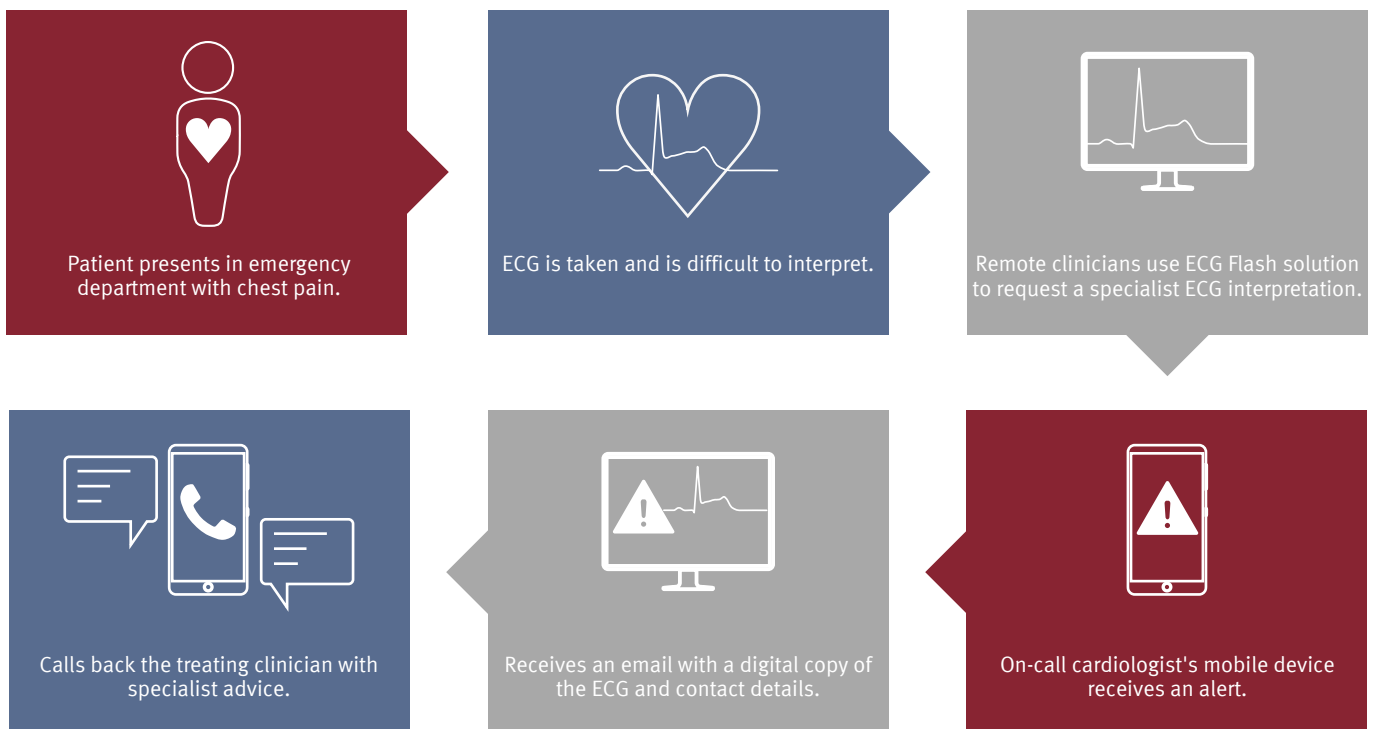 Patient presents in emergency
department with chest pain.
ECG is taken and is difficult to interpret.
Remote clinicians use ECG Flash solution
to request a specialist ECG interpretation.
On-call cardiologist's mobile device
receives an alert.
Receives an email with a digital copy of
the ECG and contact details.
Calls back the treating clinician with
specialist advice.